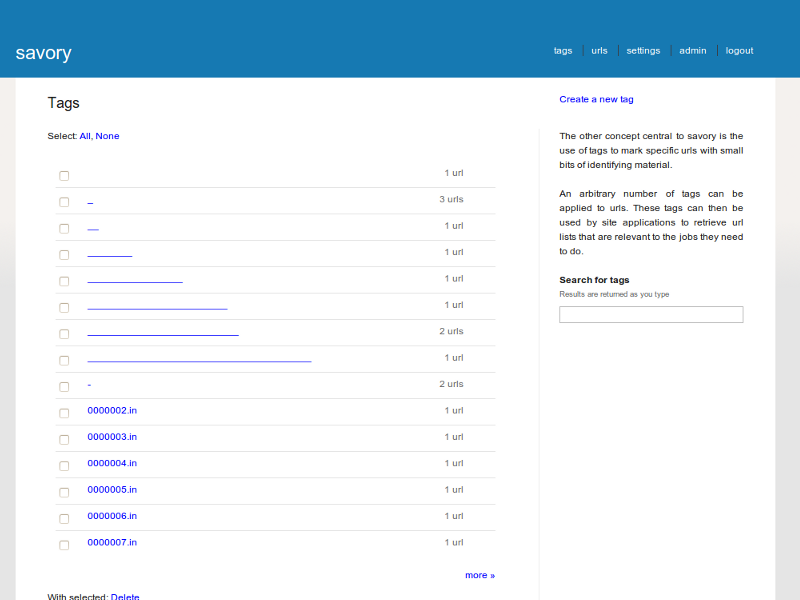 savory
tags urls settings admin logout
Tags
Select: All, None
1 url
_ 3 urls
__ 1 url
________ 1 url
_________________ 1 url
_________________________ 1 url
___________________________ 2 urls
________________________________________ 1 url
- 2 urls
0000002.in 1 url
0000003.in 1 url
0000004.in 1 url
0000005.in 1 url
0000006.in 1 url
0000007.in 1 url
more »
With selected: Delete
Create a new tag
The other concept central to savory is the
use of tags to mark specific urls with small
bits of identifying material.
An arbitrary number of tags can be
applied to urls. These tags can then be
used by site applications to retrieve url
lists that are relevant to the jobs they need
to do.
Search for tags
Results are returned as you type